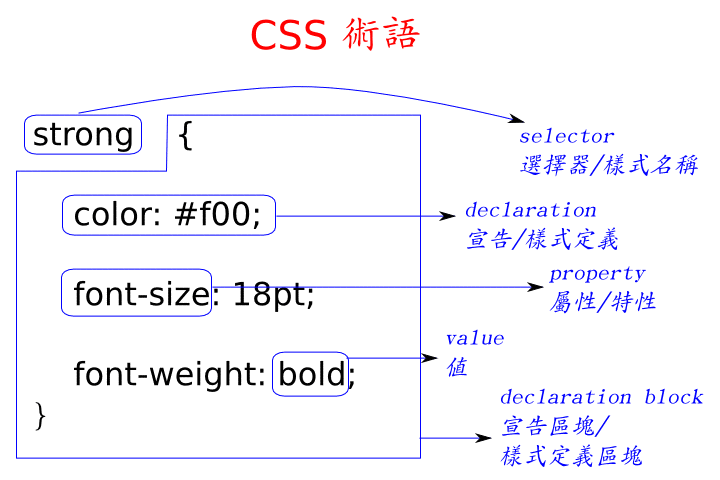 CSS 術語
strong {
selector
選擇器/樣式名稱
color: #f00;
declaration
宣告/樣式定義
font-size: 18pt;
property
屬性/特性
font-weight: bold;
value
值
}
declaration block
宣告區塊/
樣式定義區塊